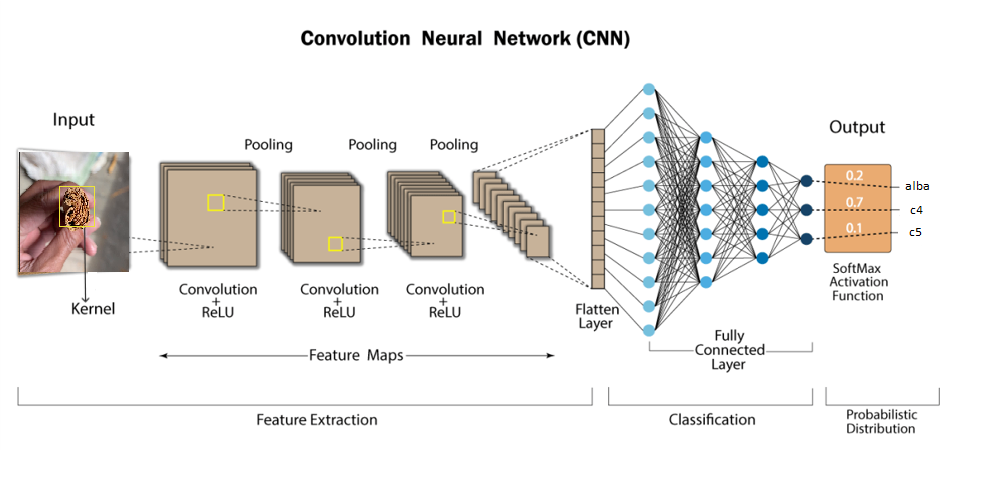 Convolution Neural Network (CNN)
Input
Pooling
Pooling
Pooling
Output
0.2
alba
0.7
c4
0.1
c5
Kernel
Convolution
+
ReLU
Convolution
+
ReLU
Convolution
+
ReLU
Flatten
Layer
SoftMax
Activation
Function
Fully
Connected
Layer
Feature Maps
Feature Extraction
Classification
Probabilistic
Distribution